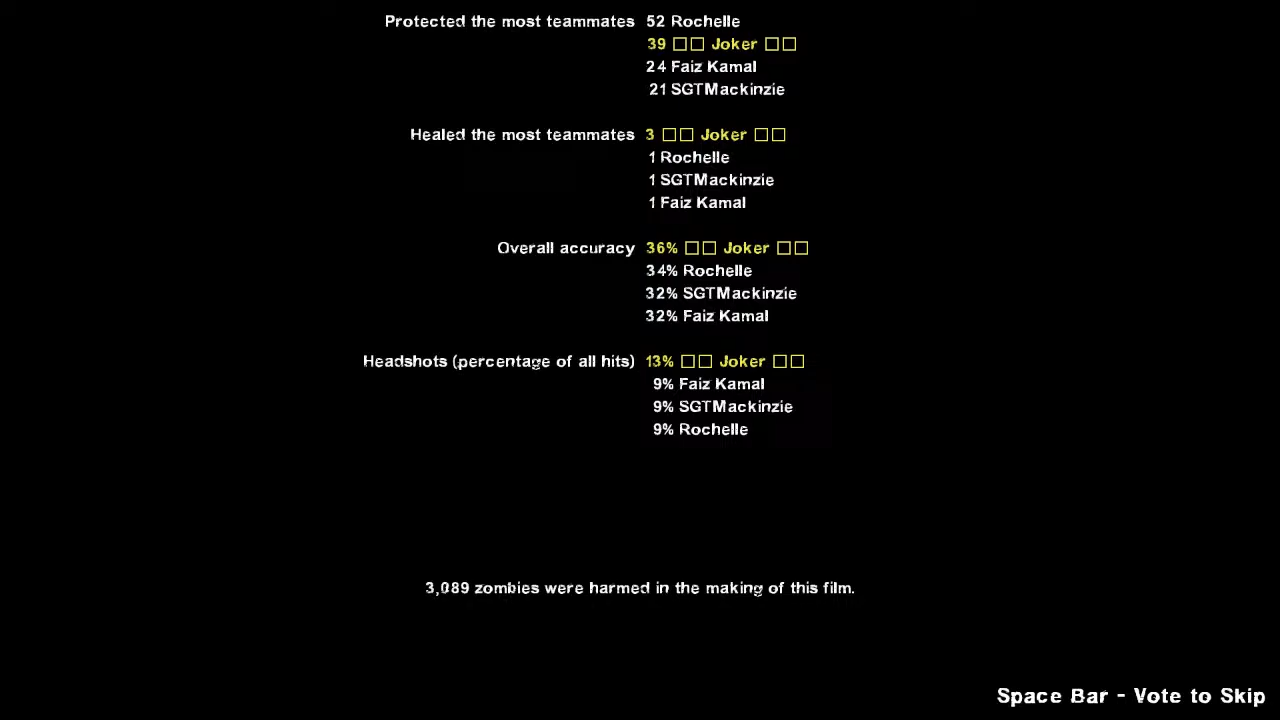 Protected the most teammates 52 Rochelle
39 □□ Joker □□
24 Faiz Kamal
21 SGTMackinzie
Healed the most teammates 3 □□ Joker □□
1 Rochelle
1 SGTMackinzie
1 Faiz Kamal
Overall accuracy 36% □□ Joker □□
34% Rochelle
32% SGTMackinzie
32% Faiz Kamal
Headshots (percentage of all hits) 13% □□ Joker □□
9% Faiz Kamal
9% SGTMackinzie
9% Rochelle
3,089 zombies were harmed in the making of this film.
Space Bar - Vote to Skip